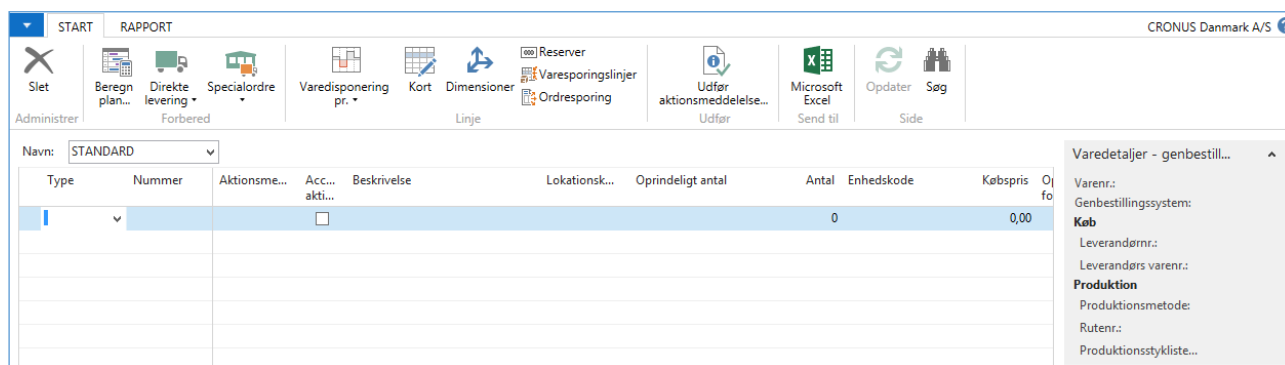 START RAPPORT CRONUS Danmark A/S
Slet
Beregn plan...
Direkte levering
Specialordre
Varedisponering pr.
Kort
Dimensioner
Reserver
Varesporingslinjer
Ordresporing
Udfør aktionsmeddelelse...
Microsoft Excel
Opdater
Søg
Administrer Forbered Linje Udfør Send til Side
Navn: STANDARD
Type Nummer Aktionsme... Acc... akti... Beskrivelse Lokationsk... Oprindeligt antal Antal Enhedskode Købspris
0 0,00
Varedetaljer - genbestill...
Varenr.:
Genbestillingssystem:
Køb
Leverandørnr.:
Leverandørs varenr.:
Produktion
Produktionsmetode:
Rutenr.:
Produktionsstykliste...